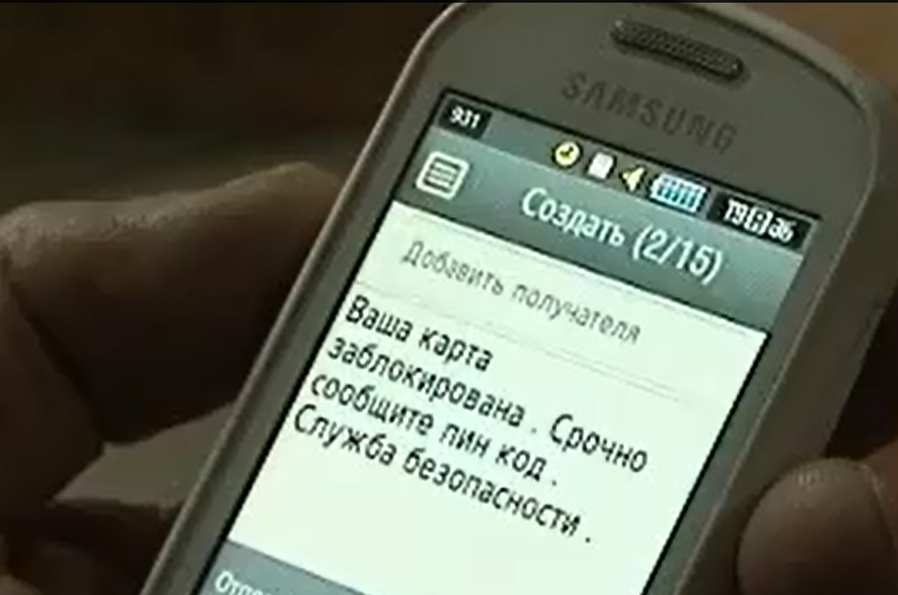 SAMSUNG
931
Создать (2/15)
Добавить получателя
Ваша карта
заблокирована . Срочно
сообщите пин код .
Служба безопасности .